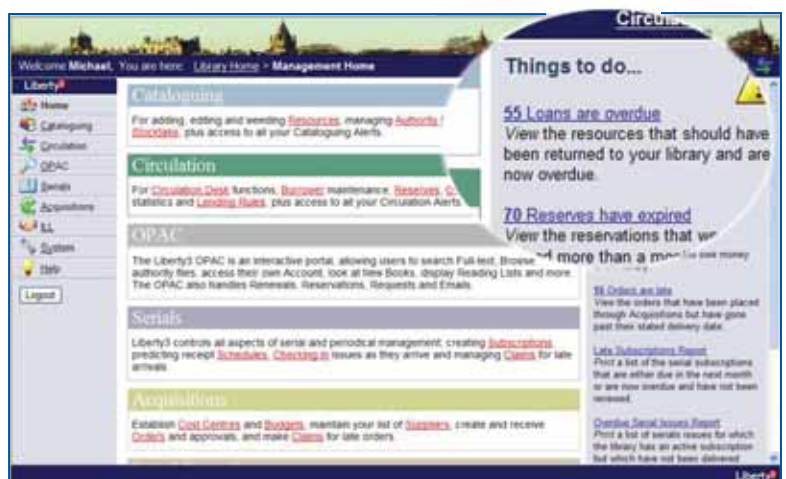 Circul
Welcome Michael, You are here: Library Home > Management Home
Liberty3
Home
Cataloguing
Circulation
OPAC
Serials
Acquisitions
ILL
System
Help
Logout
Cataloguing
For adding, editing and weeding Resources, managing Authority
Stocktake, plus access to all your Cataloguing Alerts.
Circulation
For Circulation Desk functions, Borrower maintenance, Reserves,
statistics and Lending Rules, plus access to all your Circulation Alerts
OPAC
The Liberty3 OPAC is an interactive portal, allowing users to search Full-text, Browse
authority files, access their own Account, look at New Books, display Reading Lists and more.
The OPAC also handles Renewals, Reservations, Requests and Emails.
Serials
Liberty3 controls all aspects of serial and periodical management; creating Subscriptions
predicting receipt Schedules, Checking in issues as they arrive and managing Claims for late
arrivals.
Acquisitions
Establish Cost Centres and Budgets, maintain your list of Suppliers, create and receive
Orders and approvals, and make Claims for late orders.
Things to do...
55 Loans are overdue
View the resources that should have
been returned to your library and are
now overdue.
70 Reserves have expired
View the reservations that
more than a
money
Orders are late
View the orders that have been placed
through Acquisitions but have gone
past their stated delivery date.
Late Subscriptions Report
Print a list of the serial subscriptions
that are either due in the next month
or are now overdue and have not been
renewed.
Overdue Serial Issues Report
Print a list of serials issues for which
the library has an active subscription
but which have not been delivered
Liberty3